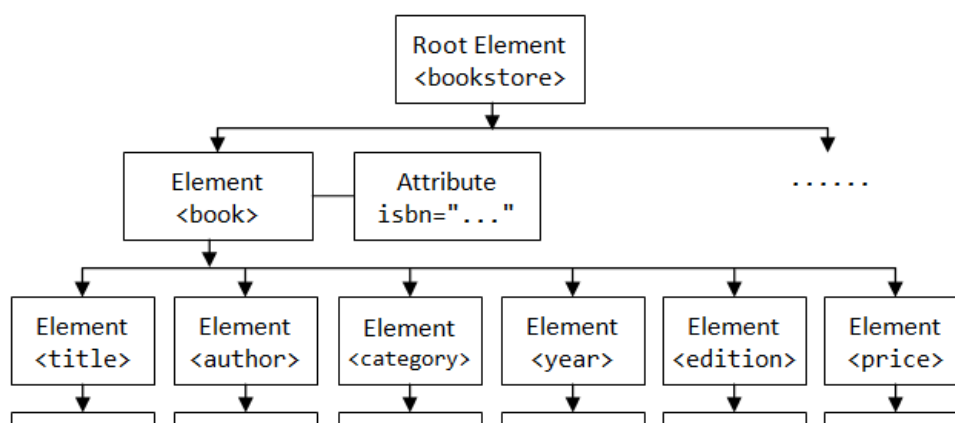 Root Element
<bookstore>
Element
<book>
Attribute
isbn="..."
......
Element
<title>
Element
<author>
Element
<category>
Element
<year>
Element
<edition>
Element
<price>